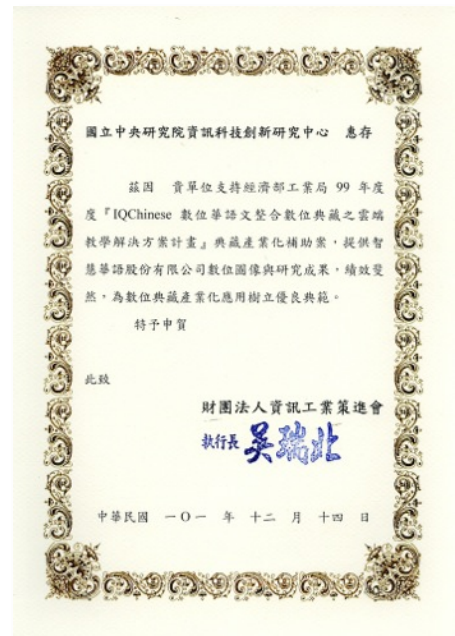 國立中央研究院資訊科技創新研究中心 惠存
茲因 貴單位支持經濟部工業局 99 年度
度『IQChinese 數位華語文整合數位典藏之雲端
教學解決方案計畫』典藏產業化補助案，提供智
慧華語股份有限公司數位圖像與研究成果，績效斐
然，為數位典藏產業化應用樹立優良典範。
特予申賀
此致
財團法人資訊工業策進會
執行長 吳瑞北
中華民國 一○一 年 十二 月 十四 日